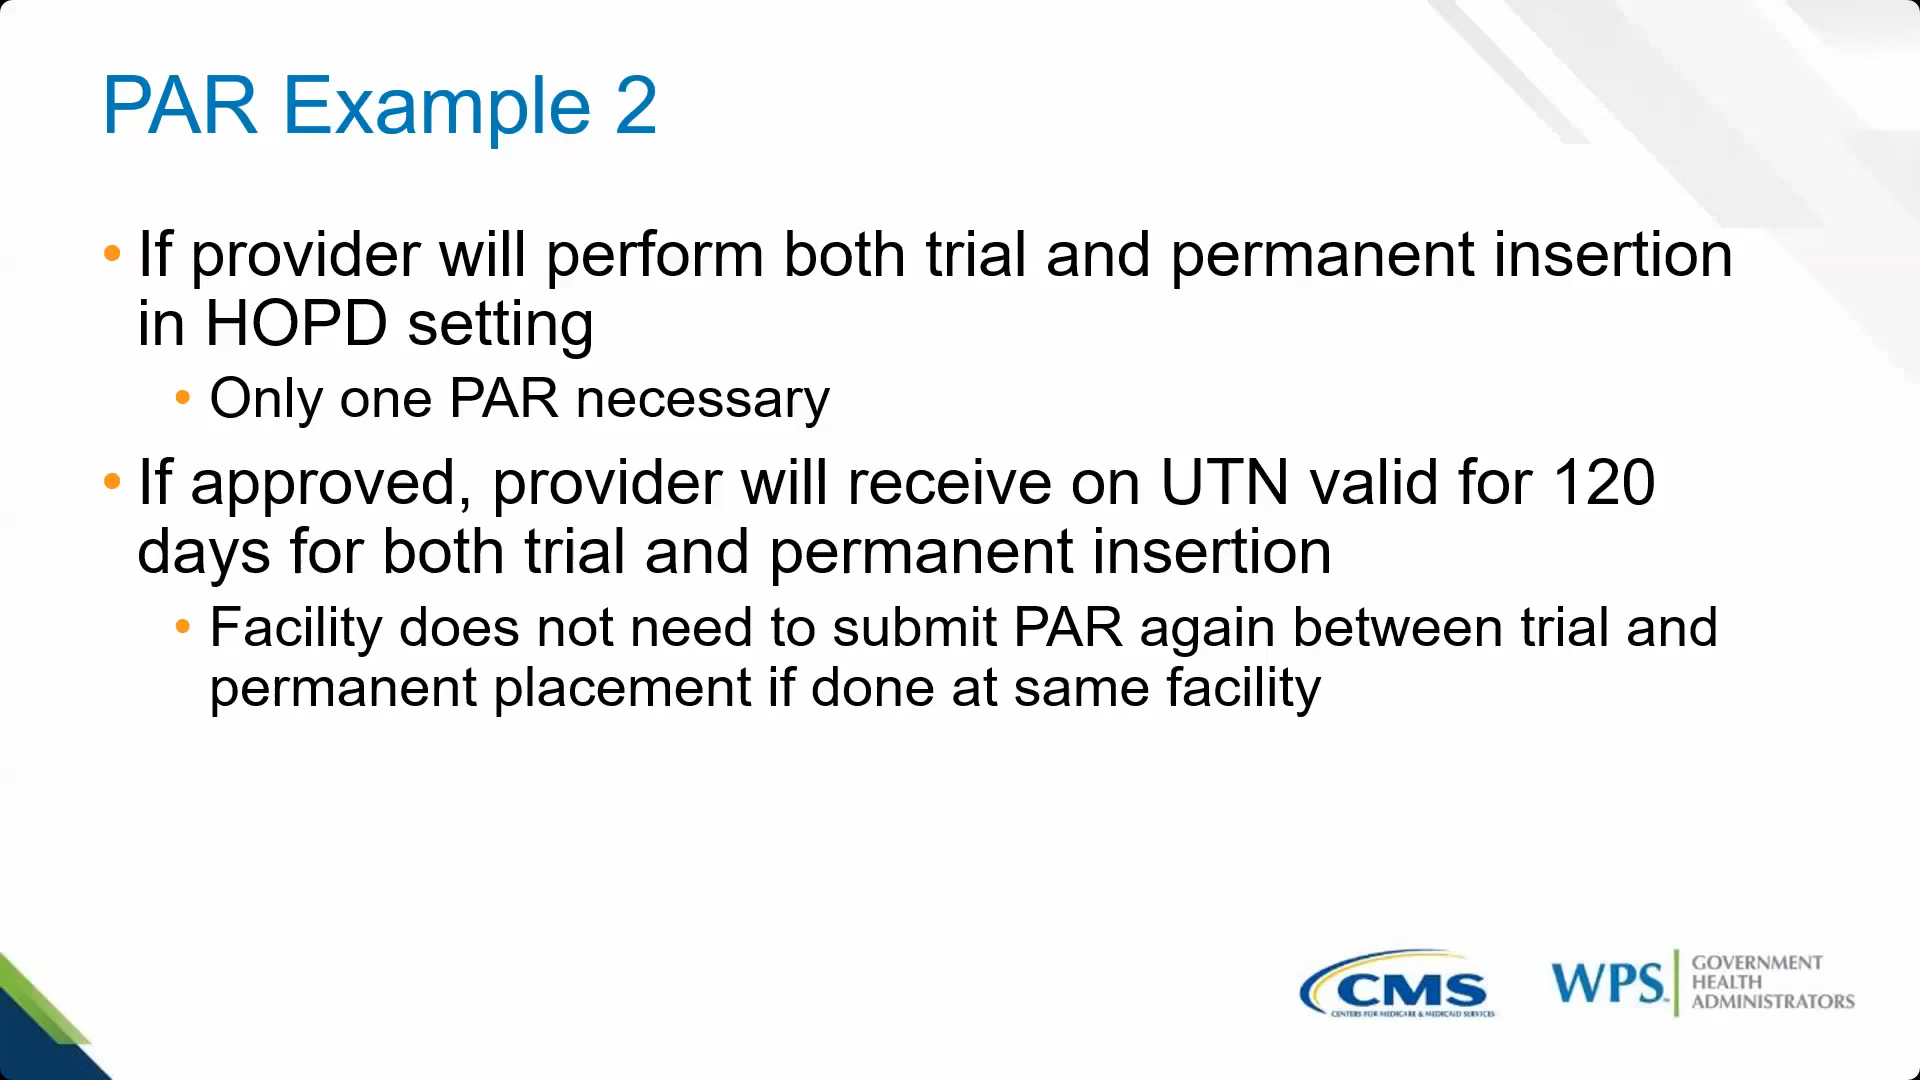 PAR Example 2
• If provider will perform both trial and permanent insertion
in HOPD setting
• Only one PAR necessary
• If approved, provider will receive on UTN valid for 120
days for both trial and permanent insertion
• Facility does not need to submit PAR again between trial and
permanent placement if done at same facility
CMS
CENTERS FOR MEDICARE & MEDICAID SERVICES
WPS
GOVERNMENT
HEALTH
ADMINISTRATORS